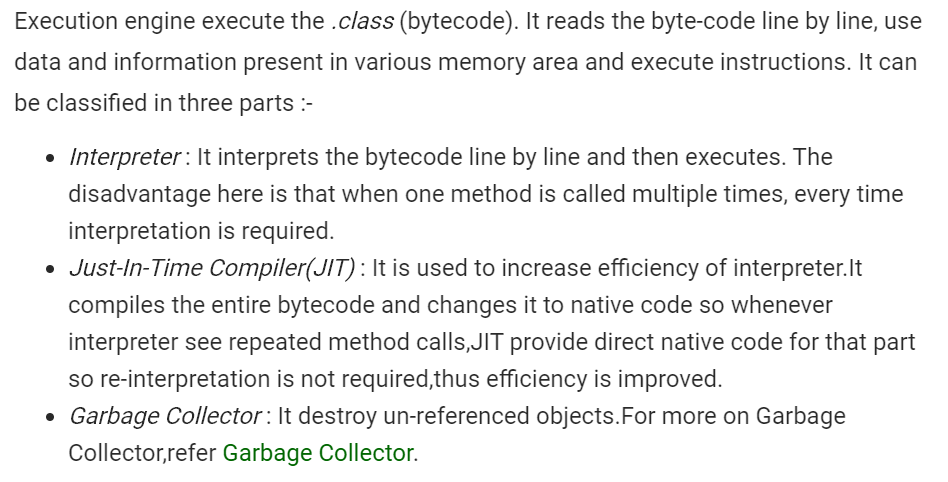 Execution engine execute the .class (bytecode). It reads the byte-code line by line, use
data and information present in various memory area and execute instructions. It can
be classified in three parts :-
• Interpreter : It interprets the bytecode line by line and then executes. The
disadvantage here is that when one method is called multiple times, every time
interpretation is required.
• Just-In-Time Compiler(JIT) : It is used to increase efficiency of interpreter.It
compiles the entire bytecode and changes it to native code so whenever
interpreter see repeated method calls,JIT provide direct native code for that part
so re-interpretation is not required,thus efficiency is improved.
• Garbage Collector : It destroy un-referenced objects.For more on Garbage
Collector,refer Garbage Collector.